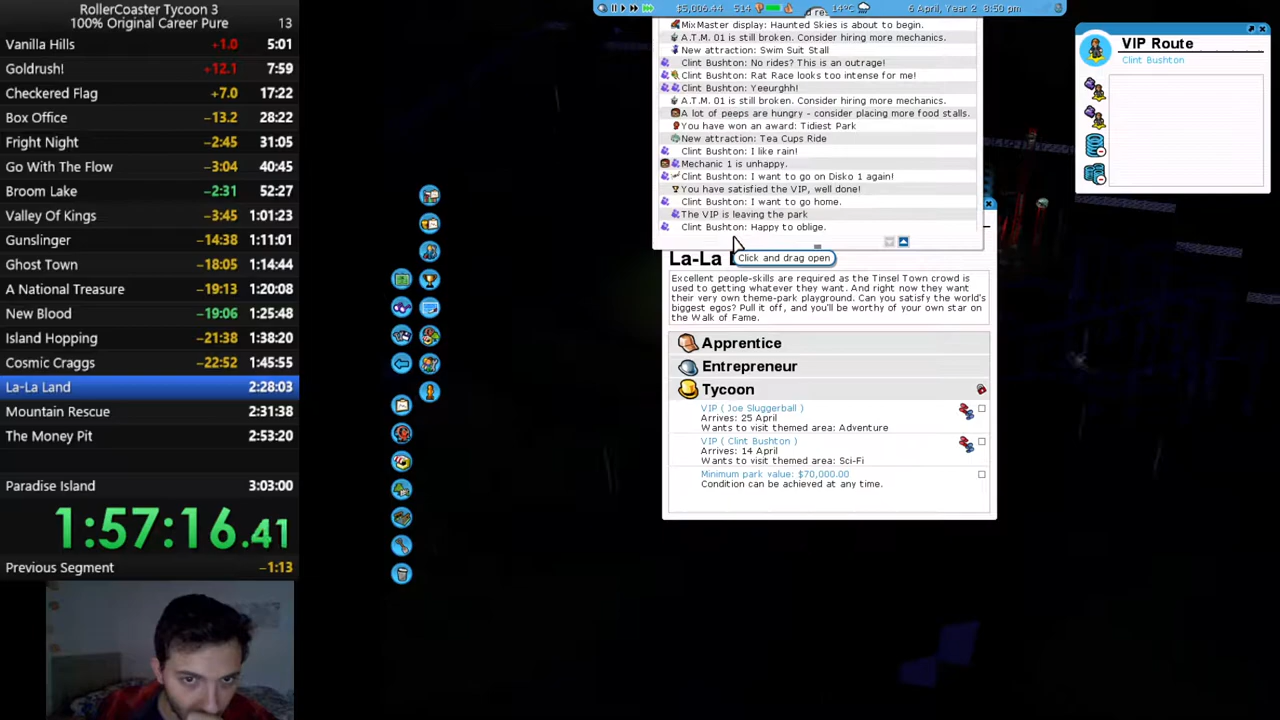 RollerCoaster Tycoon 3
100% Original Career Pure 13
Vanilla Hills +1.0 5:01
Goldrush! +12.1 7:59
Checkered Flag +7.0 17:22
Box Office −13.2 28:22
Fright Night −2:45 31:05
Go With The Flow −3:04 40:45
Broom Lake −2:31 52:27
Valley Of Kings −3:45 1:01:23
Gunslinger −14:38 1:11:01
Ghost Town −18:05 1:14:44
A National Treasure −19:13 1:20:08
New Blood −19:06 1:25:48
Island Hopping −21:38 1:38:20
Cosmic Craggs −22:52 1:45:55
La-La Land 2:28:03
Mountain Rescue 2:31:38
The Money Pit 2:53:20
Paradise Island 3:03:00
1:57:16.41
Previous Segment −1:13
$5,006.44 514 14°C 6 April, Year 2 8:50 pm
MixMaster display: Haunted Skies is about to begin.
A.T.M. 01 is still broken. Consider hiring more mechanics.
New attraction: Swim Suit Stall
Clint Bushton: No rides? This is an outrage!
Clint Bushton: Rat Race looks too intense for me!
Clint Bushton: Yeeurghh!
A.T.M. 01 is still broken. Consider hiring more mechanics.
A lot of peeps are hungry - consider placing more food stalls.
You have won an award: Tidiest Park
New attraction: Tea Cups Ride
Clint Bushton: I like rain!
Mechanic 1 is unhappy.
Clint Bushton: I want to go on Disko 1 again!
You have satisfied the VIP, well done!
Clint Bushton: I want to go home.
The VIP is leaving the park
Clint Bushton: Happy to oblige.
Click and drag open
La-La
Excellent people-skills are required as the Tinsel Town crowd is
used to getting whatever they want. And right now they want
their very own theme-park playground. Can you satisfy the world's
biggest egos? Pull it off, and you'll be worthy of your own star on
the Walk of Fame.
Apprentice
Entrepreneur
Tycoon
VIP ( Joe Sluggerball )
Arrives: 25 April
Wants to visit themed area: Adventure
VIP ( Clint Bushton )
Arrives: 14 April
Wants to visit themed area: Sci-Fi
Minimum park value: $70,000.00
Condition can be achieved at any time.
VIP Route
Clint Bushton